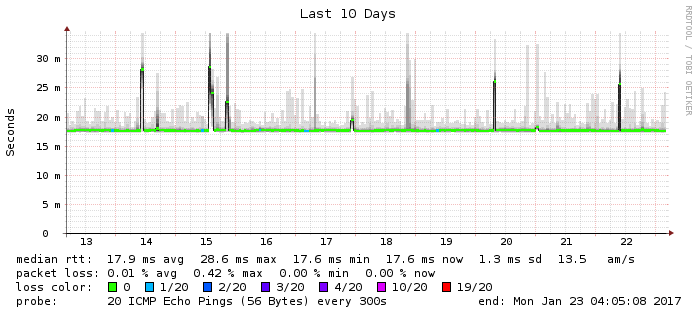 Last 10 Days
RRDTOOL / TOBI OETIKER
Seconds
30 m
25 m
20 m
15 m
10 m
5 m
0
13 14 15 16 17 18 19 20 21 22
median rtt: 17.9 ms avg 28.6 ms max 17.6 ms min 17.6 ms now 1.3 ms sd 13.5 am/s
packet loss: 0.01 % avg 0.42 % max 0.00 % min 0.00 % now
loss color: 0 1/20 2/20 3/20 4/20 10/20 19/20
probe: 20 ICMP Echo Pings (56 Bytes) every 300s end: Mon Jan 23 04:05:08 2017